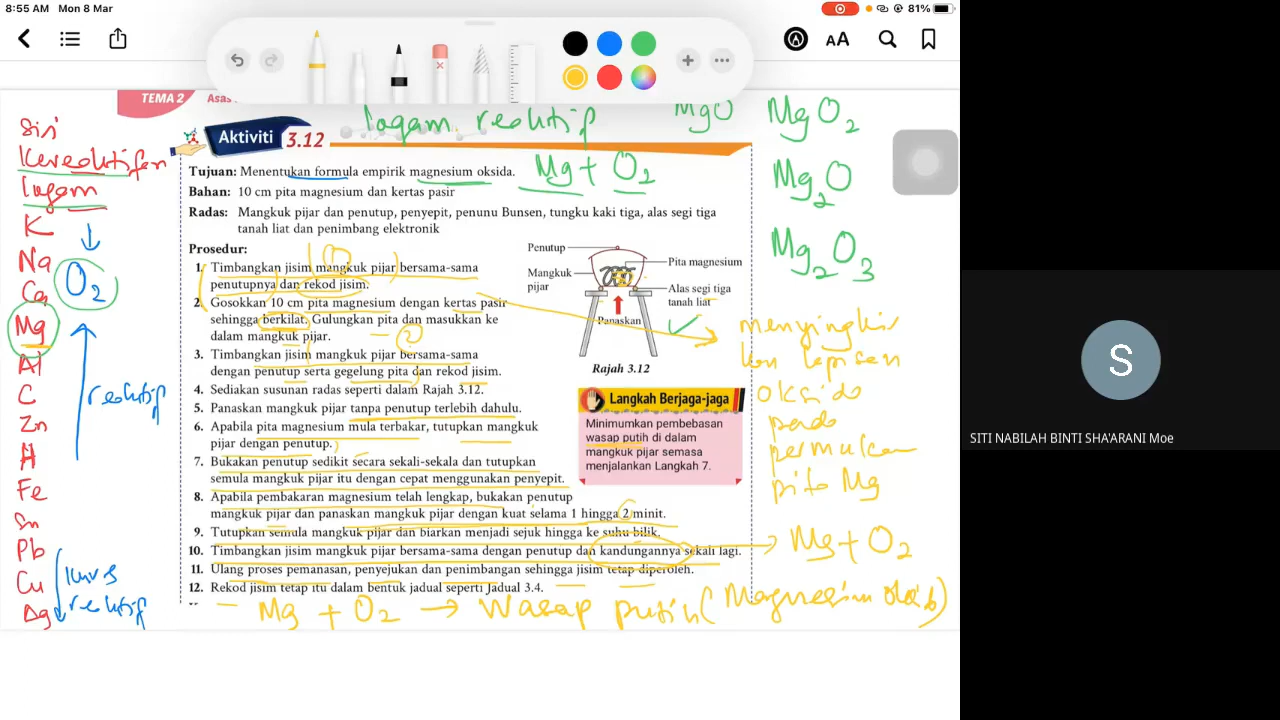 8:55 AM Mon 8 Mar
81%
AA
TEMA 2
Asas
logam reaktif
MgO
MgO2
Mg2O
Mg2O3
Siri
Kereaktifan
logam
K
Na
Ca
Mg
Al
C
Zn
H
Fe
Sn
Pb
Cu
Ag
O2
reaktif
kurg
reaktif
Aktiviti 3.12
Tujuan: Menentukan formula empirik magnesium oksida.
Mg + O2
Bahan: 10 cm pita magnesium dan kertas pasir
Radas: Mangkuk pijar dan penutup, penyepit, penunu Bunsen, tungku kaki tiga, alas segi tiga
tanah liat dan penimbang elektronik
Prosedur:
1
1. Timbangkan jisim mangkuk pijar bersama-sama
penutupnya dan rekod jisim.
2. Gosokkan 10 cm pita magnesium dengan kertas pasir
sehingga berkilat. Gulungkan pita dan masukkan ke
dalam mangkuk pijar.
2
3. Timbangkan jisim mangkuk pijar bersama-sama
dengan penutup serta gegelung pita dan rekod jisim.
4. Sediakan susunan radas seperti dalam Rajah 3.12.
5. Panaskan mangkuk pijar tanpa penutup terlebih dahulu.
6. Apabila pita magnesium mula terbakar, tutupkan mangkuk
pijar dengan penutup.
7. Bukakan penutup sedikit secara sekali-sekala dan tutupkan
semula mangkuk pijar itu dengan cepat menggunakan penyepit.
8. Apabila pembakaran magnesium telah lengkap, bukakan penutup
mangkuk pijar dan panaskan mangkuk pijar dengan kuat selama 1 hingga 2 minit.
9. Tutupkan semula mangkuk pijar dan biarkan menjadi sejuk hingga ke suhu bilik.
10. Timbangkan jisim mangkuk pijar bersama-sama dengan penutup dan kandungannya sekali lagi.
11. Ulang proses pemanasan, penyejukan dan penimbangan sehingga jisim tetap diperoleh.
12. Rekod jisim tetap itu dalam bentuk jadual seperti Jadual 3.4.
Penutup
Mangkuk
pijar
Pita magnesium
Alas segi tiga
tanah liat
Panaskan
Rajah 3.12
Langkah Berjaga-jaga
Minimumkan pembebasan
wasap putih di dalam
mangkuk pijar semasa
menjalankan Langkah 7.
menyingkir
kan lapisan
oksida
pada
permukaan
pita Mg
Mg + O2
Mg + O2 → Wasap putih (Magnesium oksida)
S
SITI NABILAH BINTI SHA'ARANI Moe